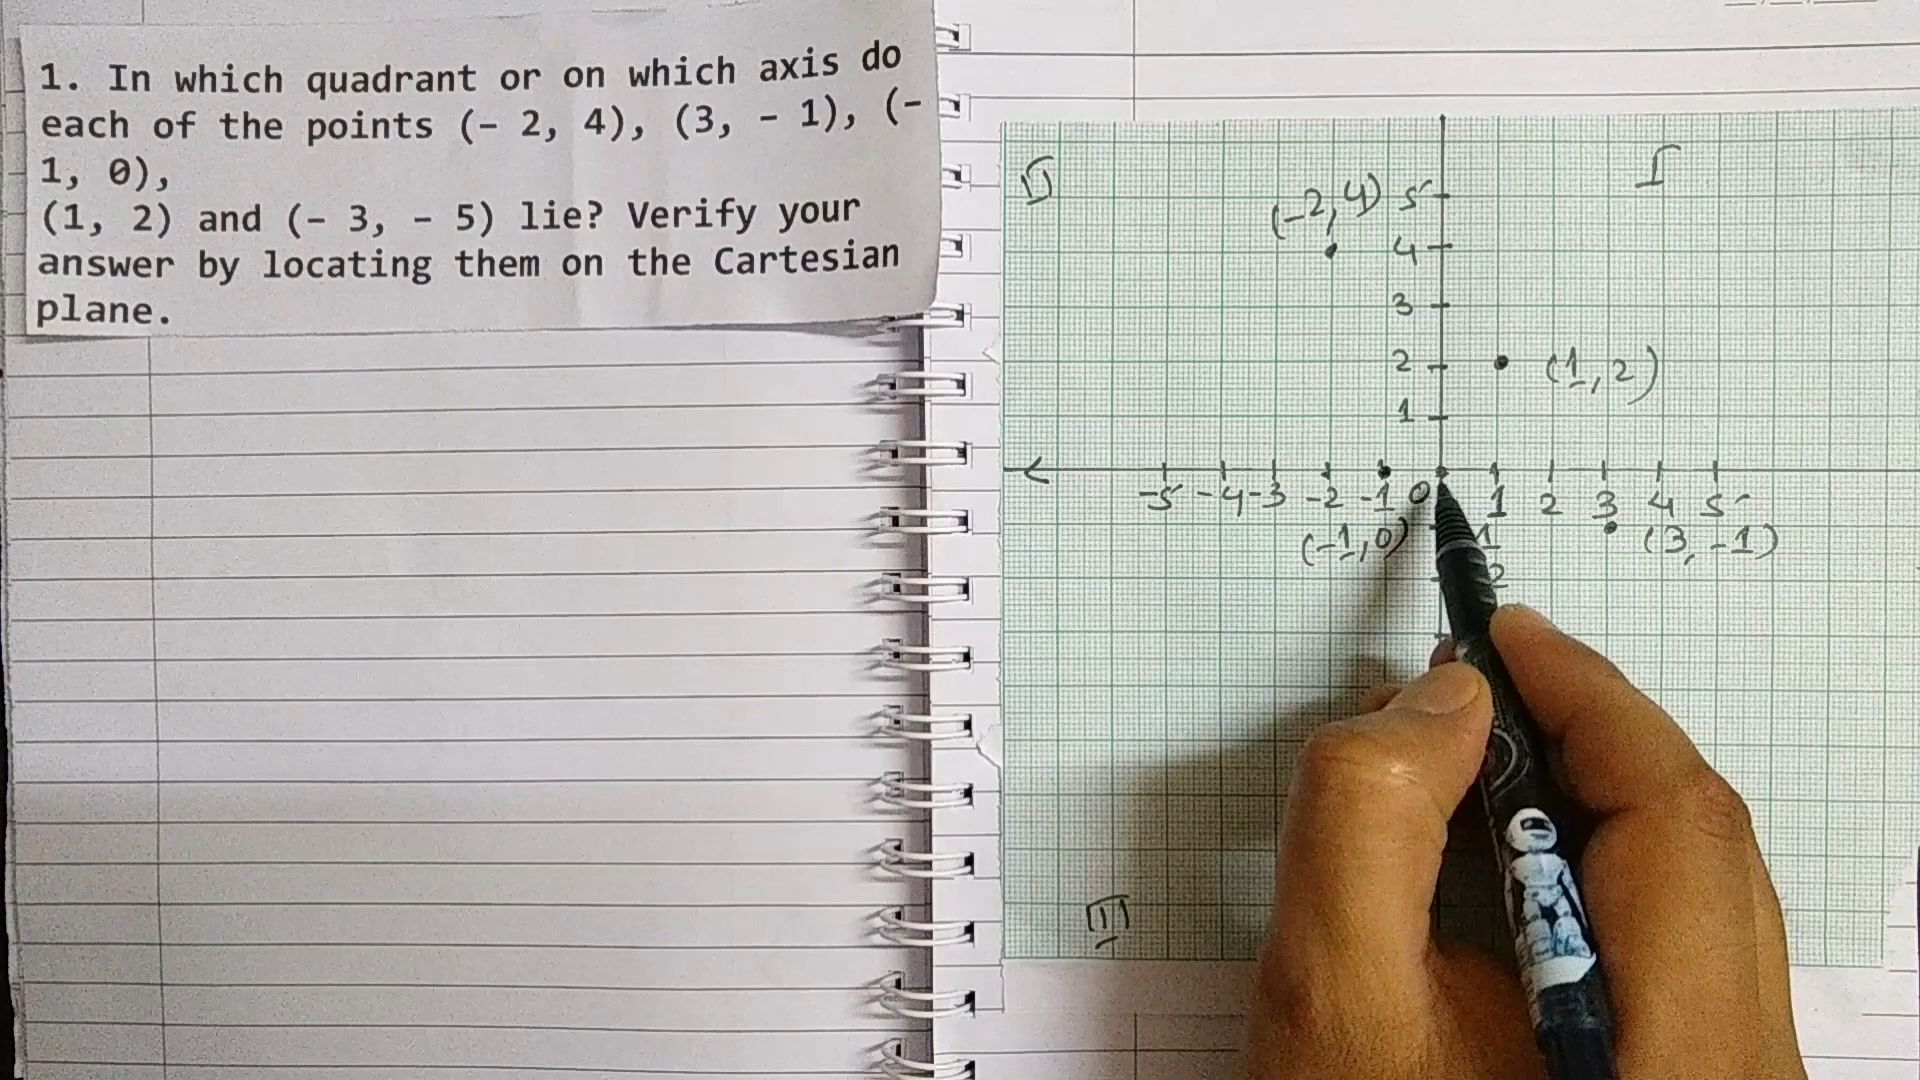 1. In which quadrant or on which axis do
each of the points (- 2, 4), (3, - 1), (-
1, 0),
(1, 2) and (- 3, - 5) lie? Verify your
answer by locating them on the Cartesian
plane.
II
I
(-2,4) 5
4
3
2 (1,2)
1
-5 -4 -3 -2 -1 0 1 2 3 4 5
(-1,0) 1 (3,-1)
2
III